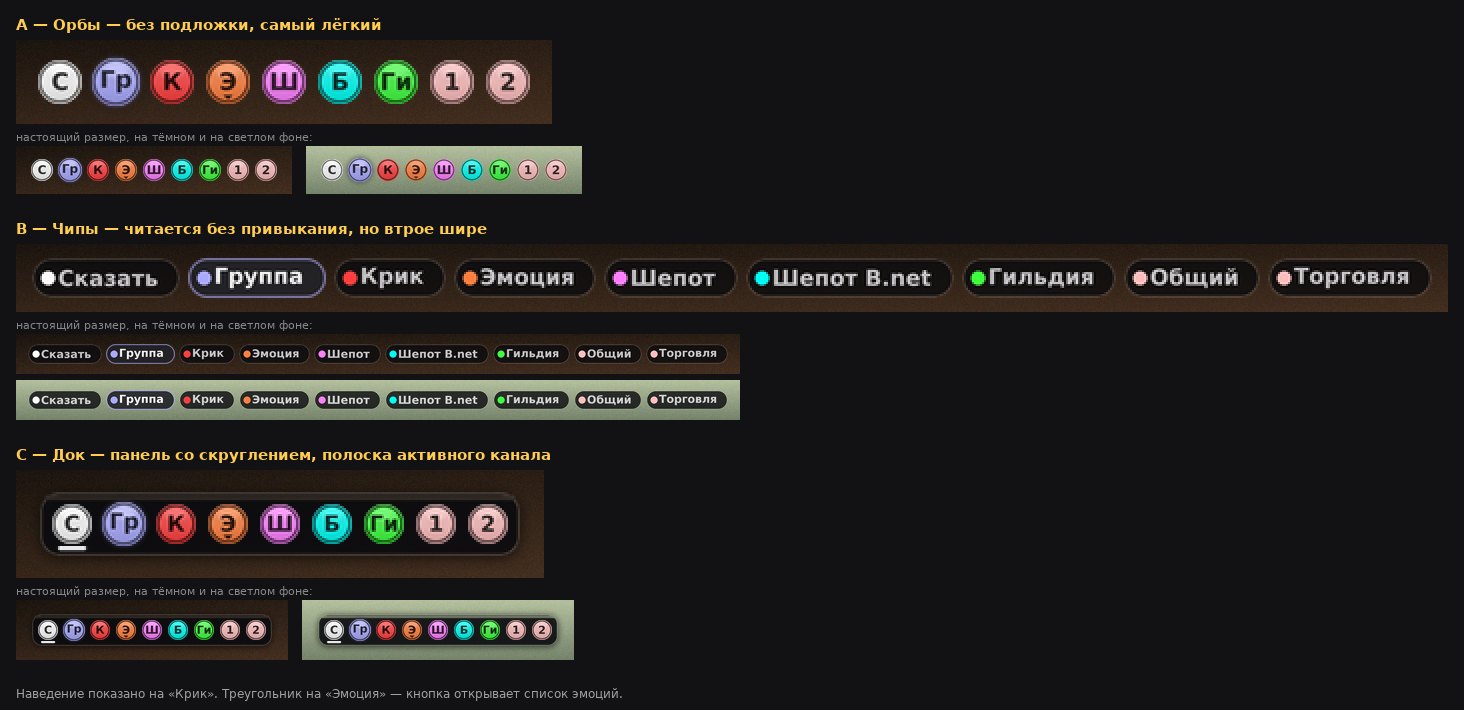 A — Орбы — без подложки, самый лёгкий
С Гр К Э Ш Б Ги 1 2
настоящий размер, на тёмном и на светлом фоне:
С Гр К Э Ш Б Ги 1 2 С Гр К Э Ш Б Ги 1 2
B — Чипы — читается без привыкания, но втрое шире
Сказать Группа Крик Эмоция Шепот Шепот B.net Гильдия Общий Торговля
настоящий размер, на тёмном и на светлом фоне:
Сказать Группа Крик Эмоция Шепот Шепот B.net Гильдия Общий Торговля
Сказать Группа Крик Эмоция Шепот Шепот B.net Гильдия Общий Торговля
C — Док — панель со скруглением, полоска активного канала
С Гр К Э Ш Б Ги 1 2
настоящий размер, на тёмном и на светлом фоне:
С Гр К Э Ш Б Ги 1 2 С Гр К Э Ш Б Ги 1 2
Наведение показано на «Крик». Треугольник на «Эмоция» — кнопка открывает список эмоций.